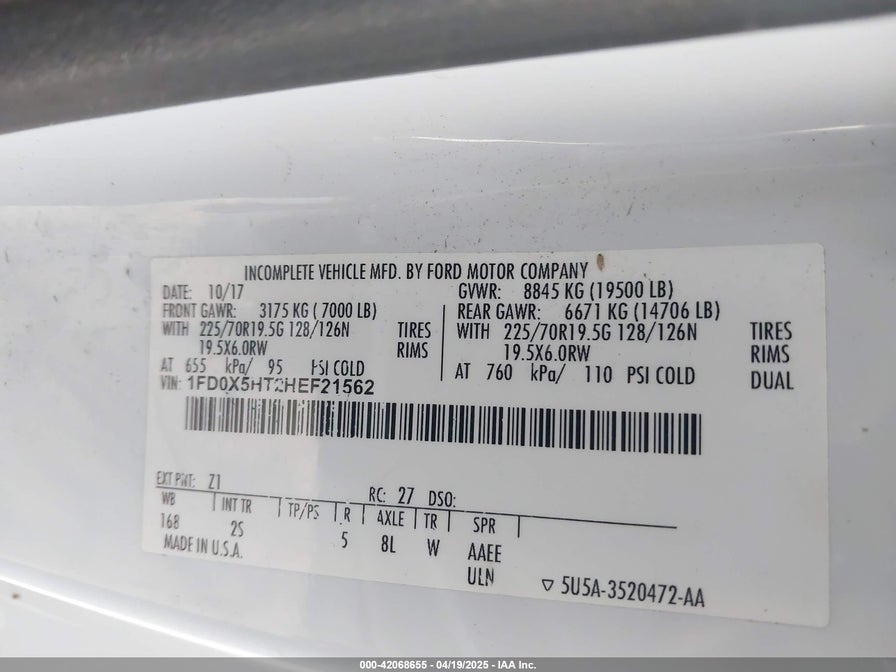 INCOMPLETE VEHICLE MFD. BY FORD MOTOR COMPANY
DATE: 10/17 GVWR: 8845 KG (19500 LB)
FRONT GAWR: 3175 KG ( 7000 LB) REAR GAWR: 6671 KG (14706 LB)
WITH 225/70R19.5G 128/126N TIRES WITH 225/70R19.5G 128/126N TIRES
19.5X6.0RW RIMS 19.5X6.0RW RIMS
AT 655 kPa/ 95 PSI COLD AT 760 kPa/ 110 PSI COLD DUAL
VIN: 1FD0X5HT2HEF21562
EXT PNT: Z1 RC: 27 DSO:
WB INT TR TP/PS R AXLE TR SPR
168 2S 5 8L W AAEE
MADE IN U.S.A. ULN
▽ 5U5A-3520472-AA
000-42068655 - 04/19/2025 - IAA Inc.